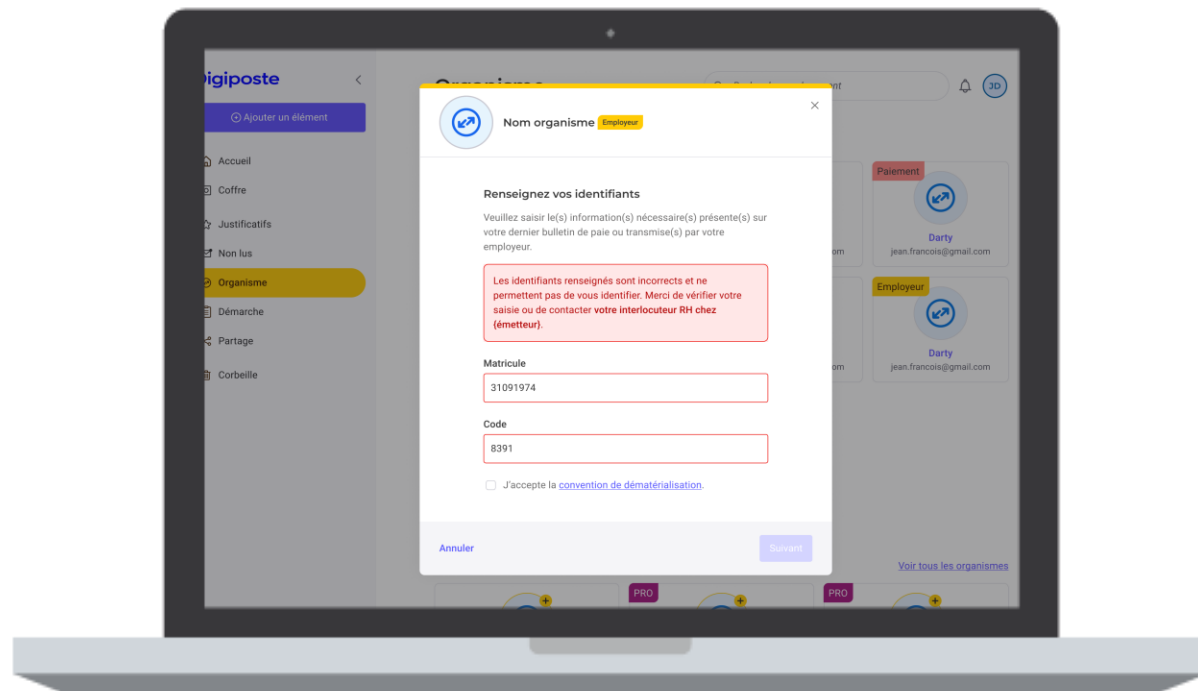 Digiposte
Ajouter un élément
JD
Accueil
Coffre
Justificatifs
Non lus
Organisme
Démarche
Partage
Corbeille
Nom organisme Employeur
Renseignez vos identifiants
Veuillez saisir le(s) information(s) nécessaire(s) présente(s) sur
votre dernier bulletin de paie ou transmise(s) par votre
employeur.
Les identifiants renseignés sont incorrects et ne
permettent pas de vous identifier. Merci de vérifier votre
saisie ou de contacter votre interlocuteur RH chez
{émetteur}.
Matricule
31091974
Code
8391
J'accepte la convention de dématérialisation.
Annuler
Suivant
Paiement
Darty
om
jean.francois@gmail.com
Employeur
Darty
om
jean.francois@gmail.com
Voir tous les organismes
PRO
PRO